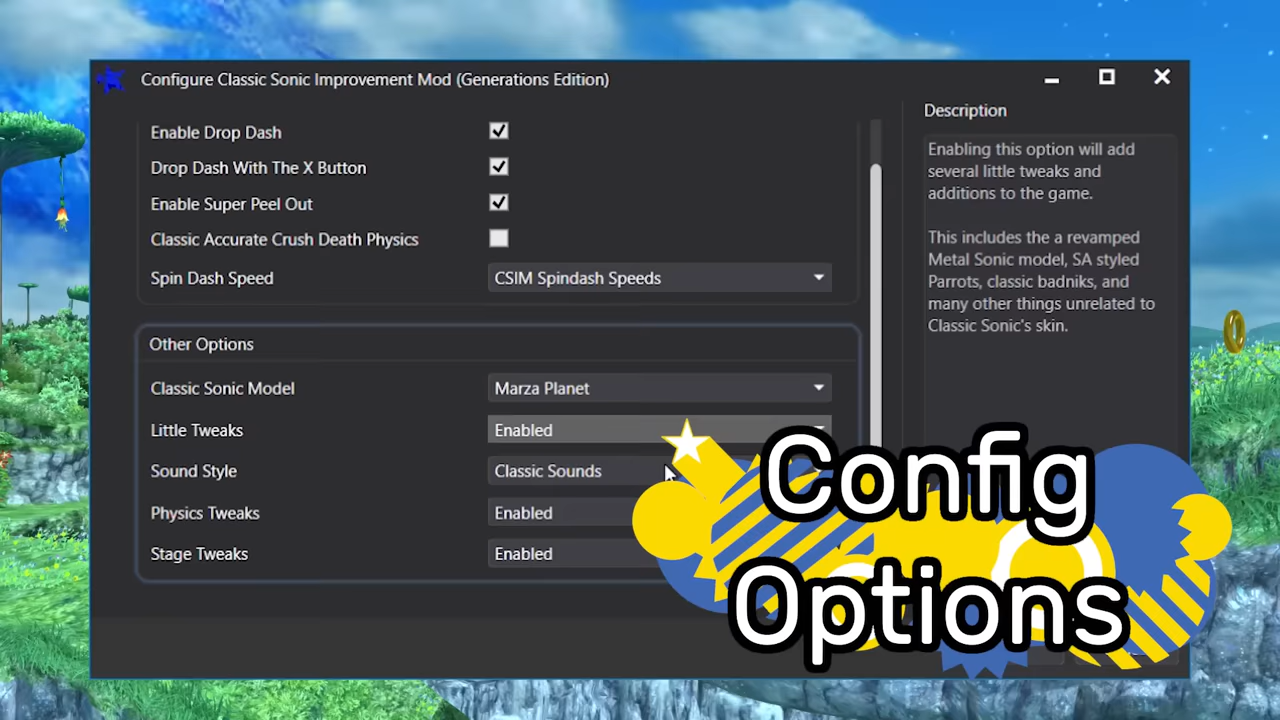 Configure Classic Sonic Improvement Mod (Generations Edition)
Enable Drop Dash
Drop Dash With The X Button
Enable Super Peel Out
Classic Accurate Crush Death Physics
Spin Dash Speed CSIM Spindash Speeds
Other Options
Classic Sonic Model Marza Planet
Little Tweaks Enabled
Sound Style Classic Sounds
Physics Tweaks Enabled
Stage Tweaks Enabled
Description
Enabling this option will add
several little tweaks and
additions to the game.
This includes the a revamped
Metal Sonic model, SA styled
Parrots, classic badniks, and
many other things unrelated to
Classic Sonic's skin.
Config
Options